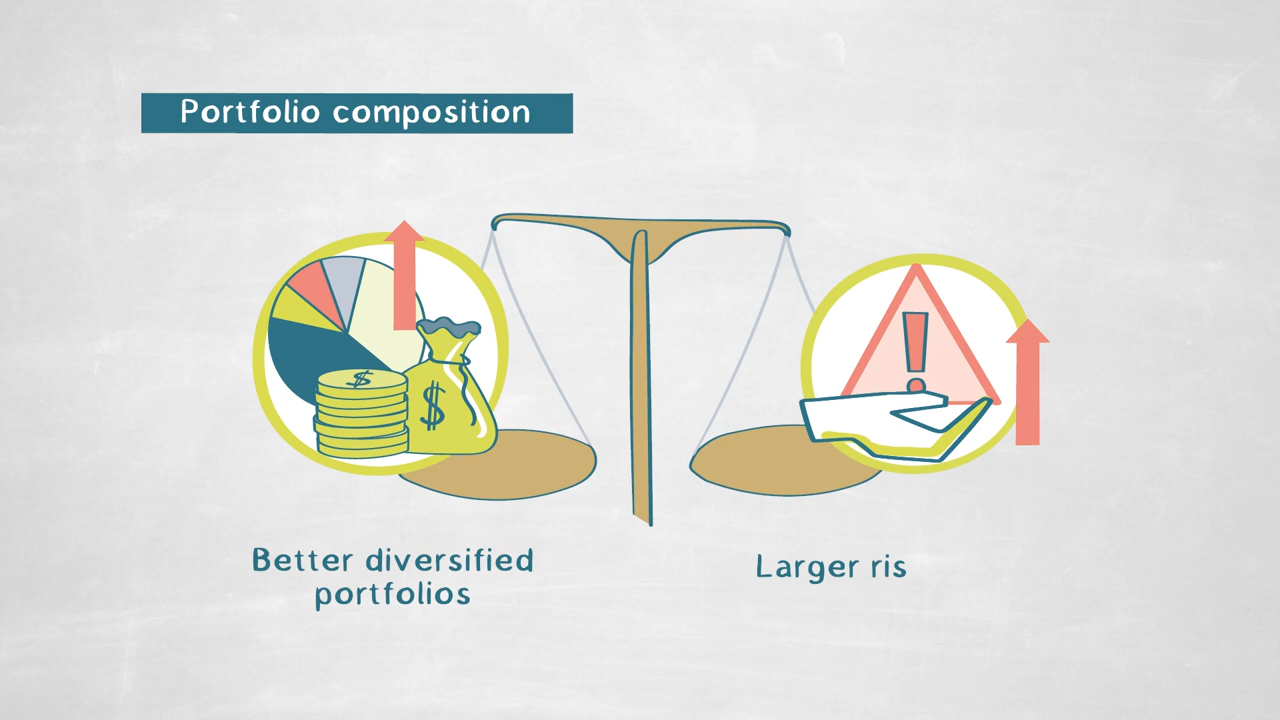 Portfolio composition
$
$
Better diversified
portfolios
Larger ris